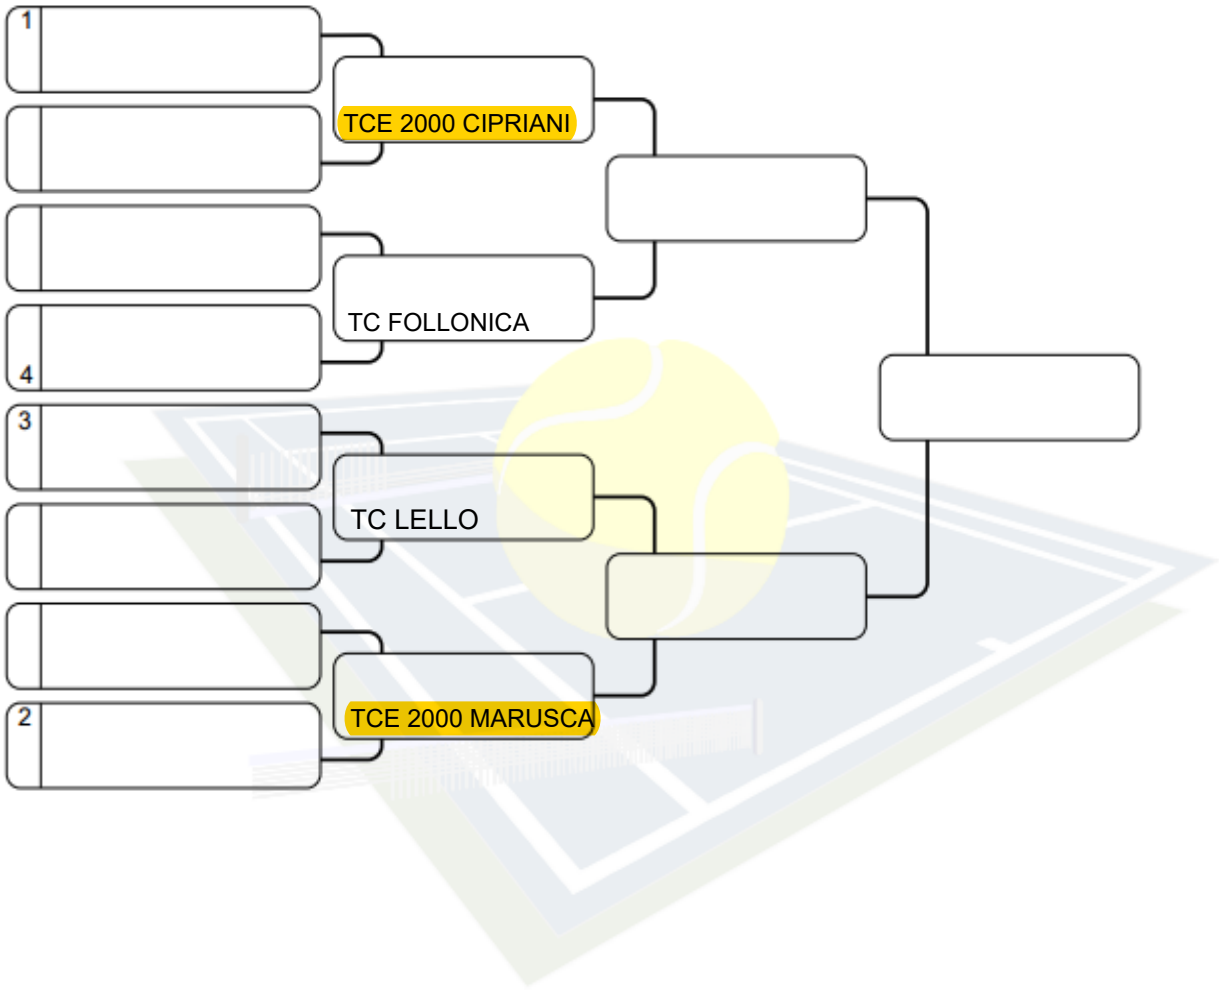 1
TCE 2000 CIPRIANI
TC FOLLONICA
4
3
TC LELLO
TCE 2000 MARUSCA
2